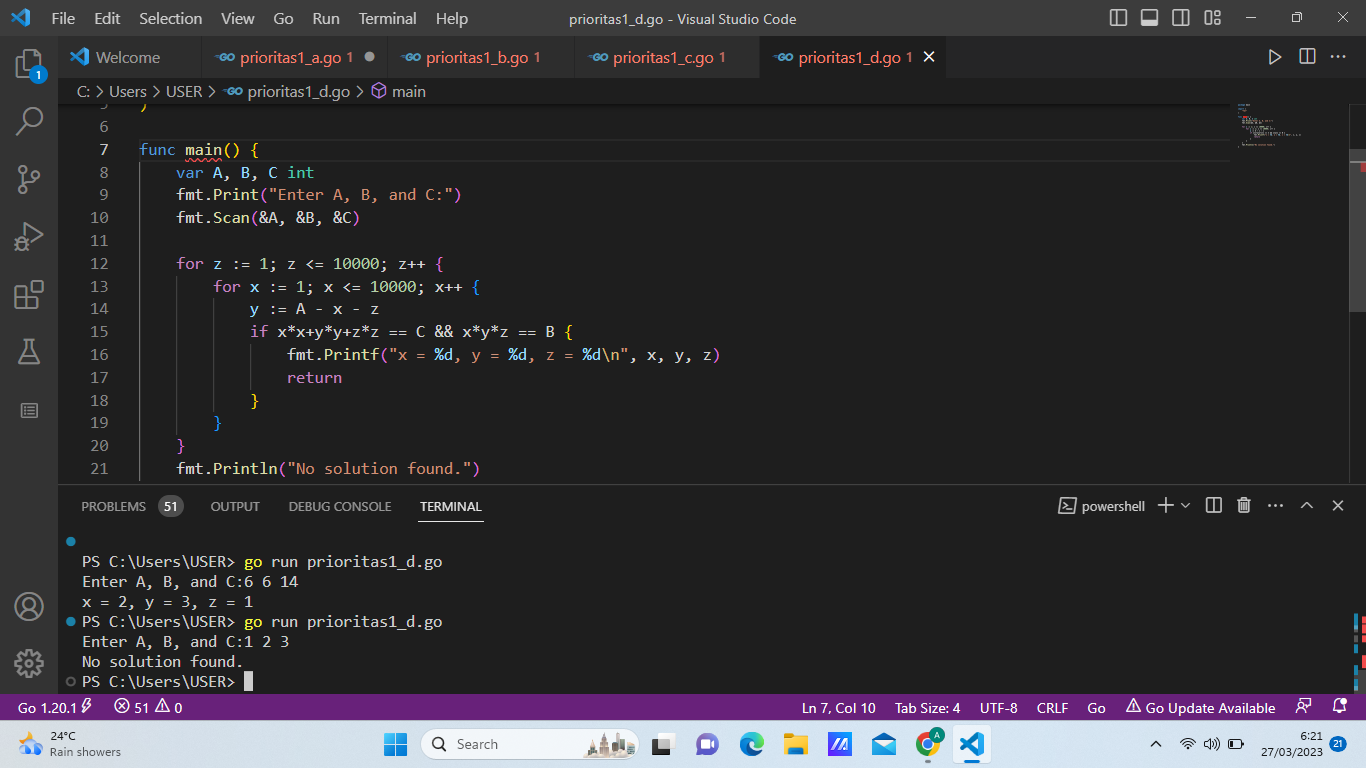 File Edit Selection View Go Run Terminal Help prioritas1_d.go - Visual Studio Code
Welcome prioritas1_a.go 1 prioritas1_b.go 1 prioritas1_c.go 1 prioritas1_d.go 1
C: > Users > USER > prioritas1_d.go > main
5 )
6
7 func main() {
8 var A, B, C int
9 fmt.Print("Enter A, B, and C:")
10 fmt.Scan(&A, &B, &C)
11
12 for z := 1; z <= 10000; z++ {
13 for x := 1; x <= 10000; x++ {
14 y := A - x - z
15 if x*x+y*y+z*z == C && x*y*z == B {
16 fmt.Printf("x = %d, y = %d, z = %d\n", x, y, z)
17 return
18 }
19 }
20 }
21 fmt.Println("No solution found.")
PROBLEMS 51 OUTPUT DEBUG CONSOLE TERMINAL powershell
PS C:\Users\USER> go run prioritas1_d.go
Enter A, B, and C:6 6 14
x = 2, y = 3, z = 1
PS C:\Users\USER> go run prioritas1_d.go
Enter A, B, and C:1 2 3
No solution found.
PS C:\Users\USER>
Go 1.20.1 51 0 Ln 7, Col 10 Tab Size: 4 UTF-8 CRLF Go Go Update Available
24°C
Rain showers
Search
A
6:21
27/03/2023
21
1